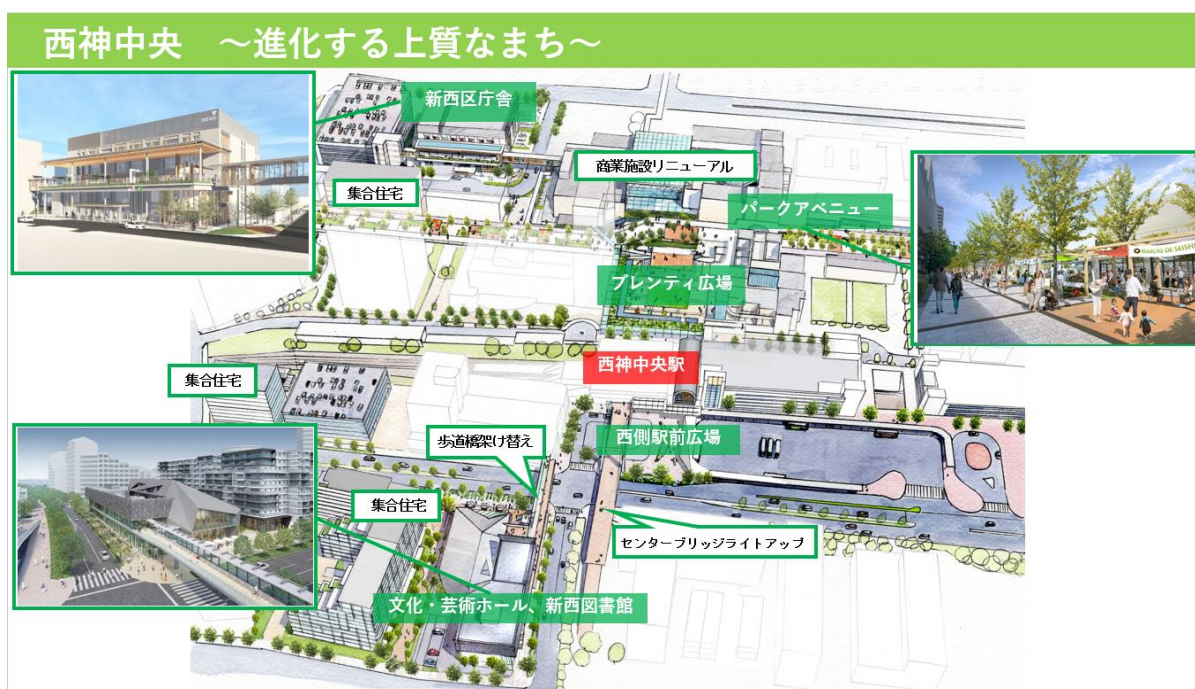 西神中央 ～進化する上質なまち～
新西区庁舎
商業施設リニューアル
集合住宅
パークアベニュー
MARCHE DE SEISHI
プレンティ広場
西神中央駅
集合住宅
歩道橋架け替え
西側駅前広場
集合住宅
センターブリッジライトアップ
文化・芸術ホール、新西図書館